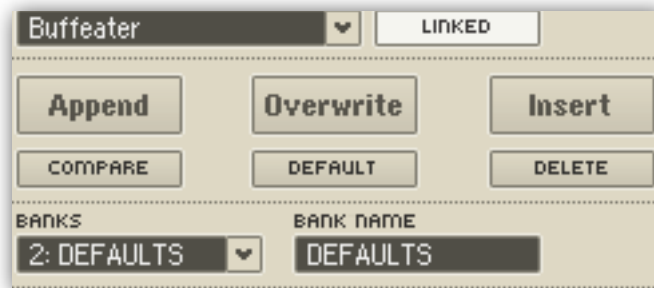 Buffeater LINKED
Append Overwrite Insert
COMPARE DEFAULT DELETE
BANKS BANK NAME
2: DEFAULTS DEFAULTS